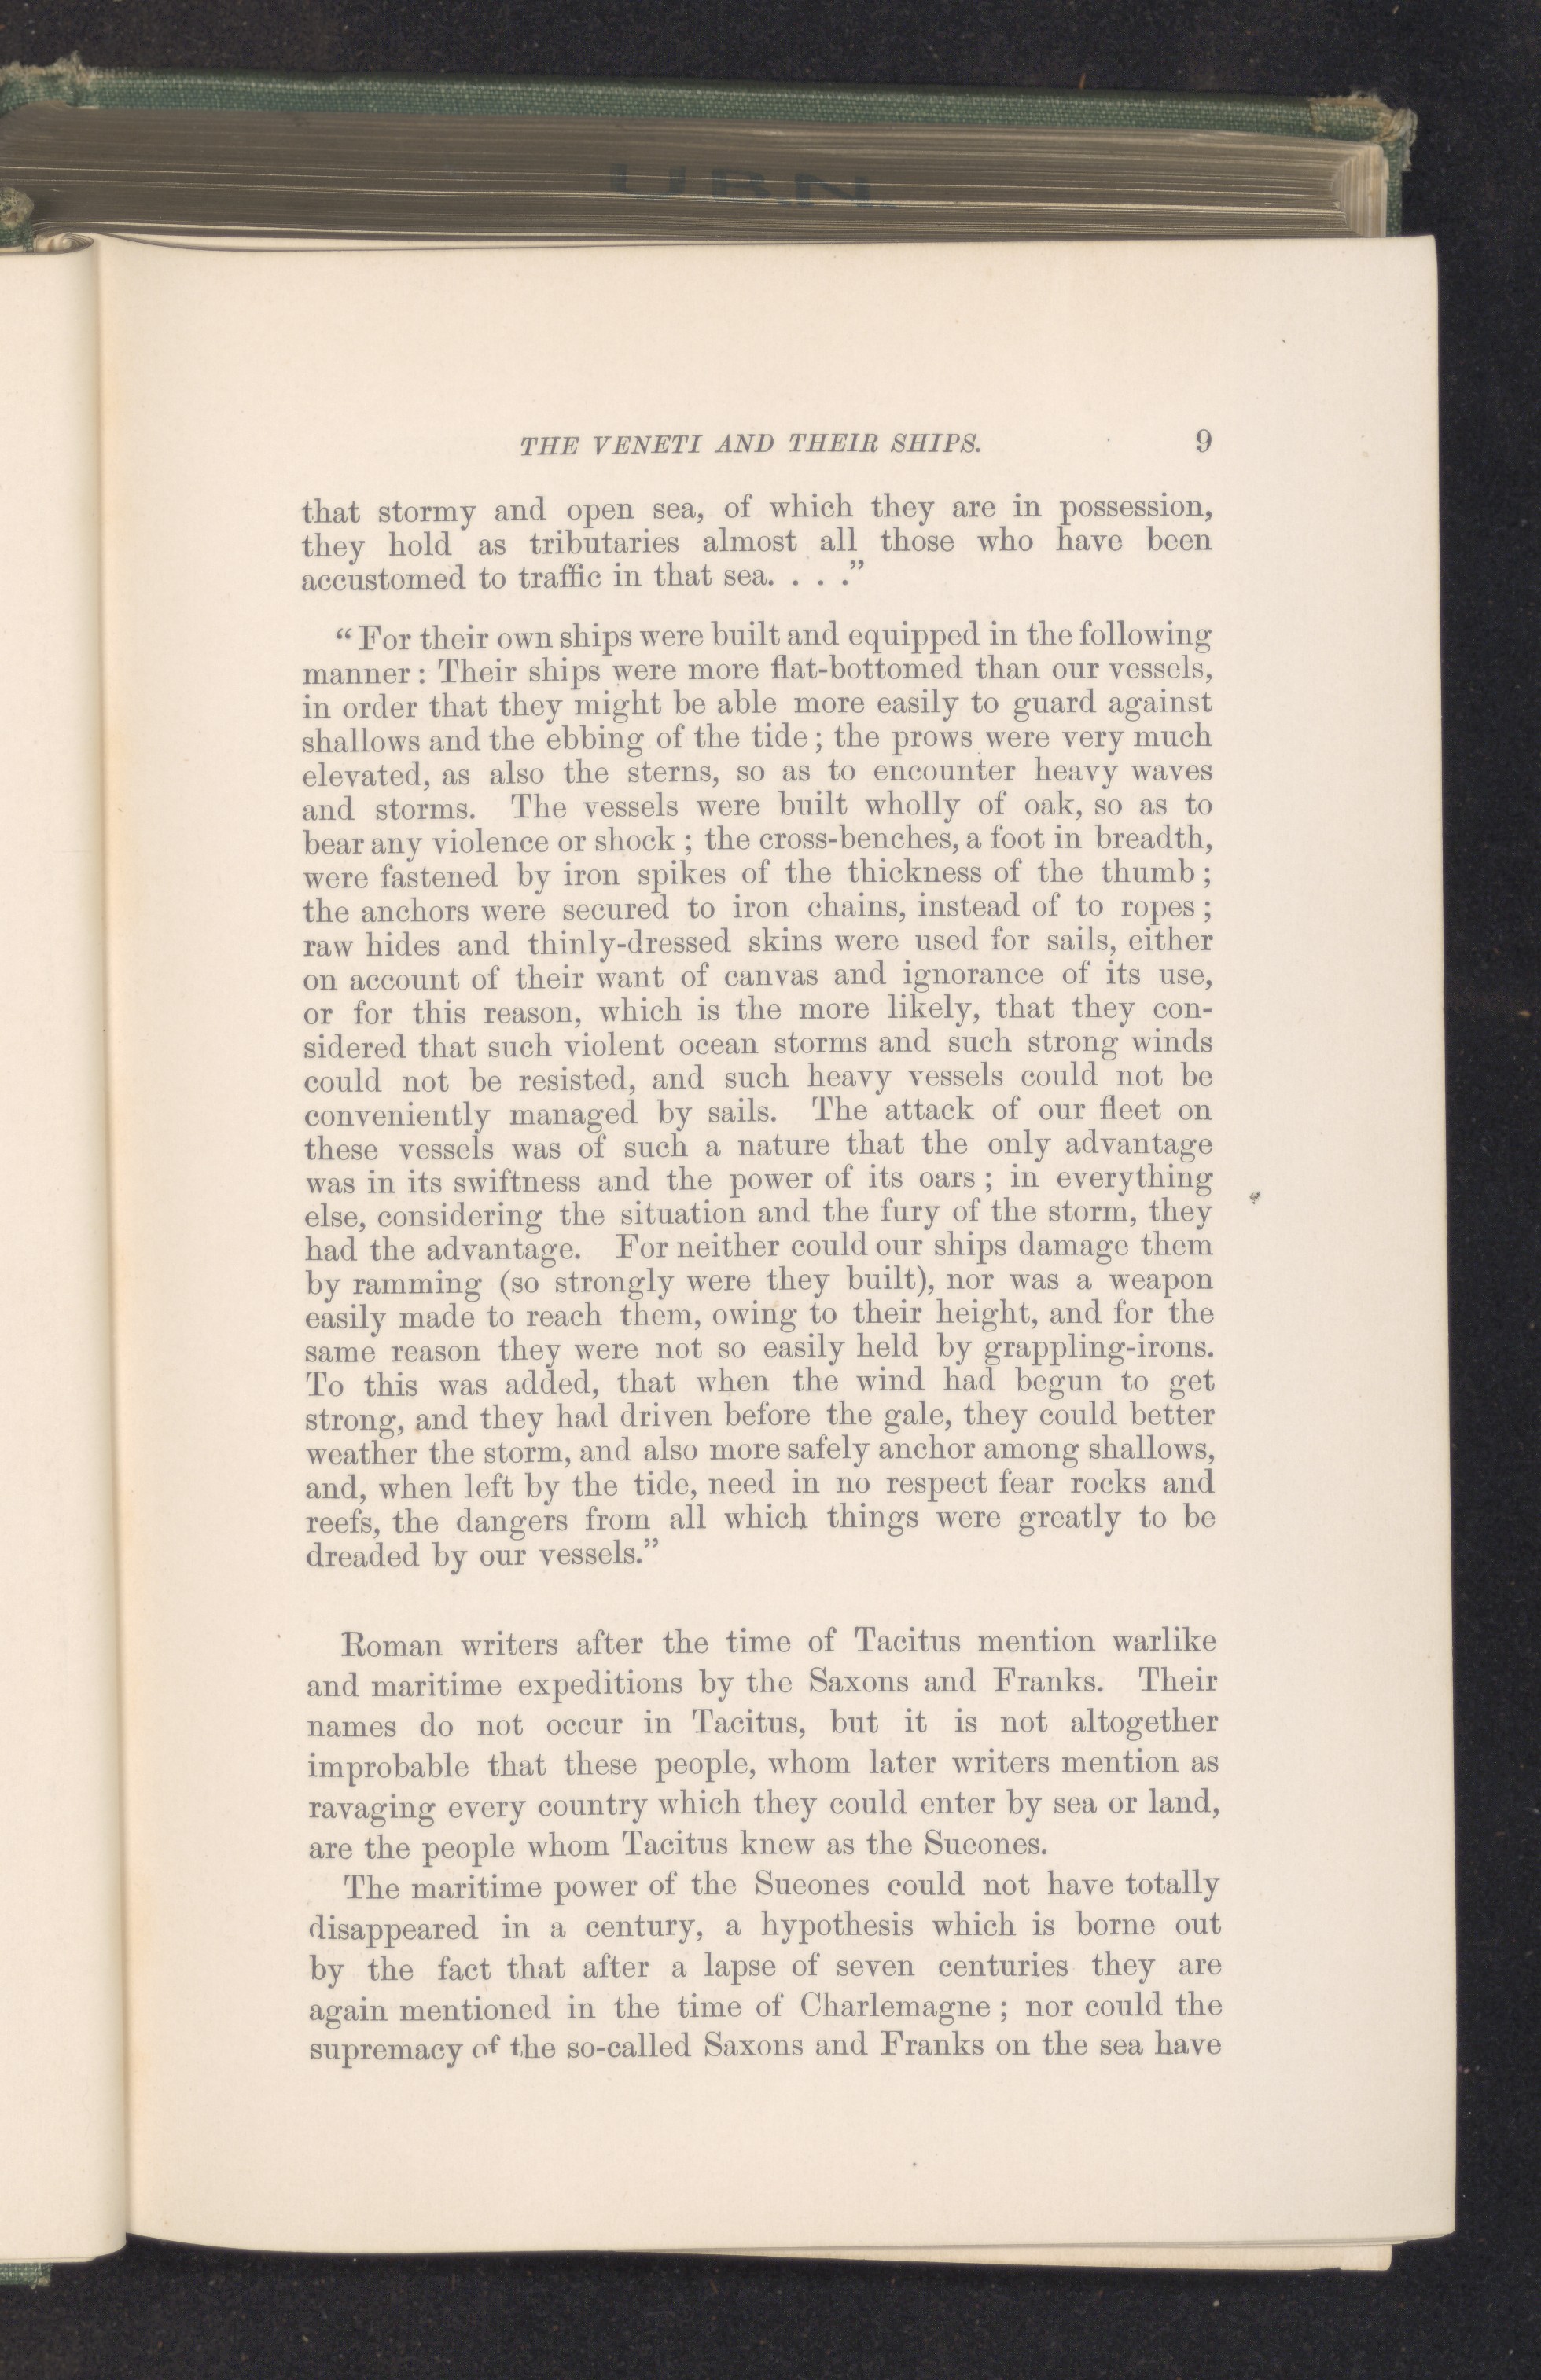 U.B.N.
THE VENETI AND THEIR SHIPS. 9
that stormy and open sea, of which they are in possession,
they hold as tributaries almost all those who have been
accustomed to traffic in that sea. . . .”
“For their own ships were built and equipped in the following
manner : Their ships were more flat-bottomed than our vessels,
in order that they might be able more easily to guard against
shallows and the ebbing of the tide ; the prows were very much
elevated, as also the sterns, so as to encounter heavy waves
and storms. The vessels were built wholly of oak, so as to
bear any violence or shock ; the cross-benches, a foot in breadth,
were fastened by iron spikes of the thickness of the thumb ;
the anchors were secured to iron chains, instead of to ropes ;
raw hides and thinly-dressed skins were used for sails, either
on account of their want of canvas and ignorance of its use,
or for this reason, which is the more likely, that they con-
sidered that such violent ocean storms and such strong winds
could not be resisted, and such heavy vessels could not be
conveniently managed by sails. The attack of our fleet on
these vessels was of such a nature that the only advantage
was in its swiftness and the power of its oars ; in everything
else, considering the situation and the fury of the storm, they
had the advantage. For neither could our ships damage them
by ramming (so strongly were they built), nor was a weapon
easily made to reach them, owing to their height, and for the
same reason they were not so easily held by grappling-irons.
To this was added, that when the wind had begun to get
strong, and they had driven before the gale, they could better
weather the storm, and also more safely anchor among shallows,
and, when left by the tide, need in no respect fear rocks and
reefs, the dangers from all which things were greatly to be
dreaded by our vessels.”
Roman writers after the time of Tacitus mention warlike
and maritime expeditions by the Saxons and Franks. Their
names do not occur in Tacitus, but it is not altogether
improbable that these people, whom later writers mention as
ravaging every country which they could enter by sea or land,
are the people whom Tacitus knew as the Sueones.
The maritime power of the Sueones could not have totally
disappeared in a century, a hypothesis which is borne out
by the fact that after a lapse of seven centuries they are
again mentioned in the time of Charlemagne ; nor could the
supremacy of the so-called Saxons and Franks on the sea have